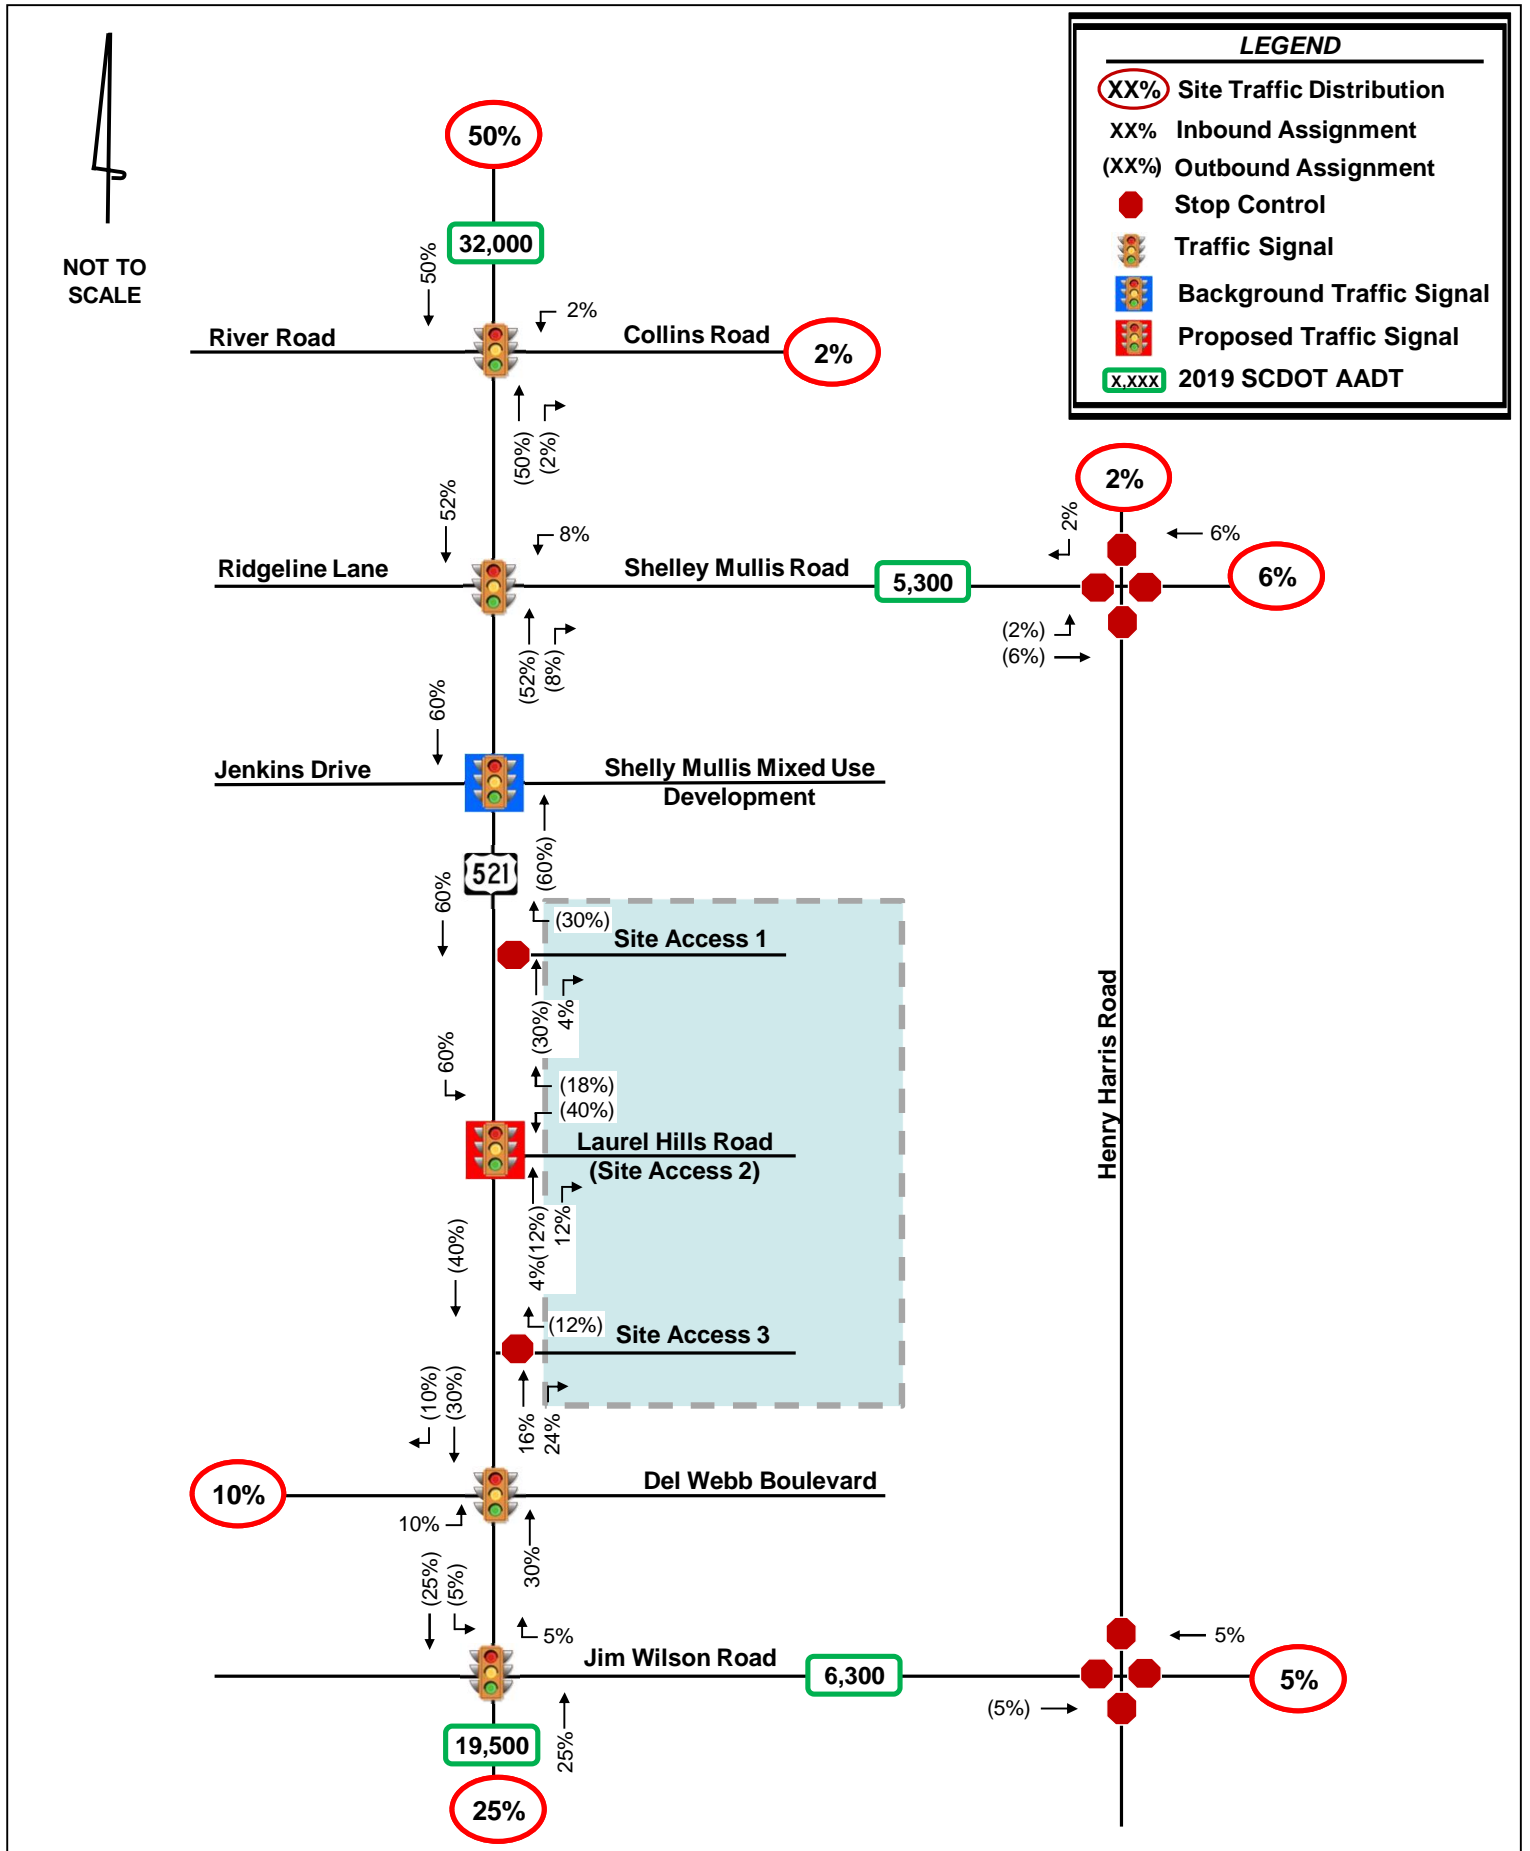 LEGEND
XX% Site Traffic Distribution
XX% Inbound Assignment
(XX%) Outbound Assignment
Stop Control
Traffic Signal
Background Traffic Signal
Proposed Traffic Signal
X,XXX 2019 SCDOT AADT
NOT TO
SCALE
50%
32,000
50%
2%
River Road
Collins Road
2%
(50%)
(2%)
52%
8%
2%
2%
6%
Ridgeline Lane
Shelley Mullis Road
5,300
6%
(52%)
(8%)
(2%)
(6%)
60%
Jenkins Drive
Shelly Mullis Mixed Use
Development
(60%)
521
60%
(30%)
Site Access 1
(30%)
4%
60%
(18%)
(40%)
Laurel Hills Road
(Site Access 2)
Henry Harris Road
(40%)
4%(12%)
12%
(12%)
Site Access 3
(10%)
(30%)
16%
24%
10%
Del Webb Boulevard
10%
30%
(25%)
(5%)
5%
5%
Jim Wilson Road
6,300
5%
(5%)
19,500
25%
25%